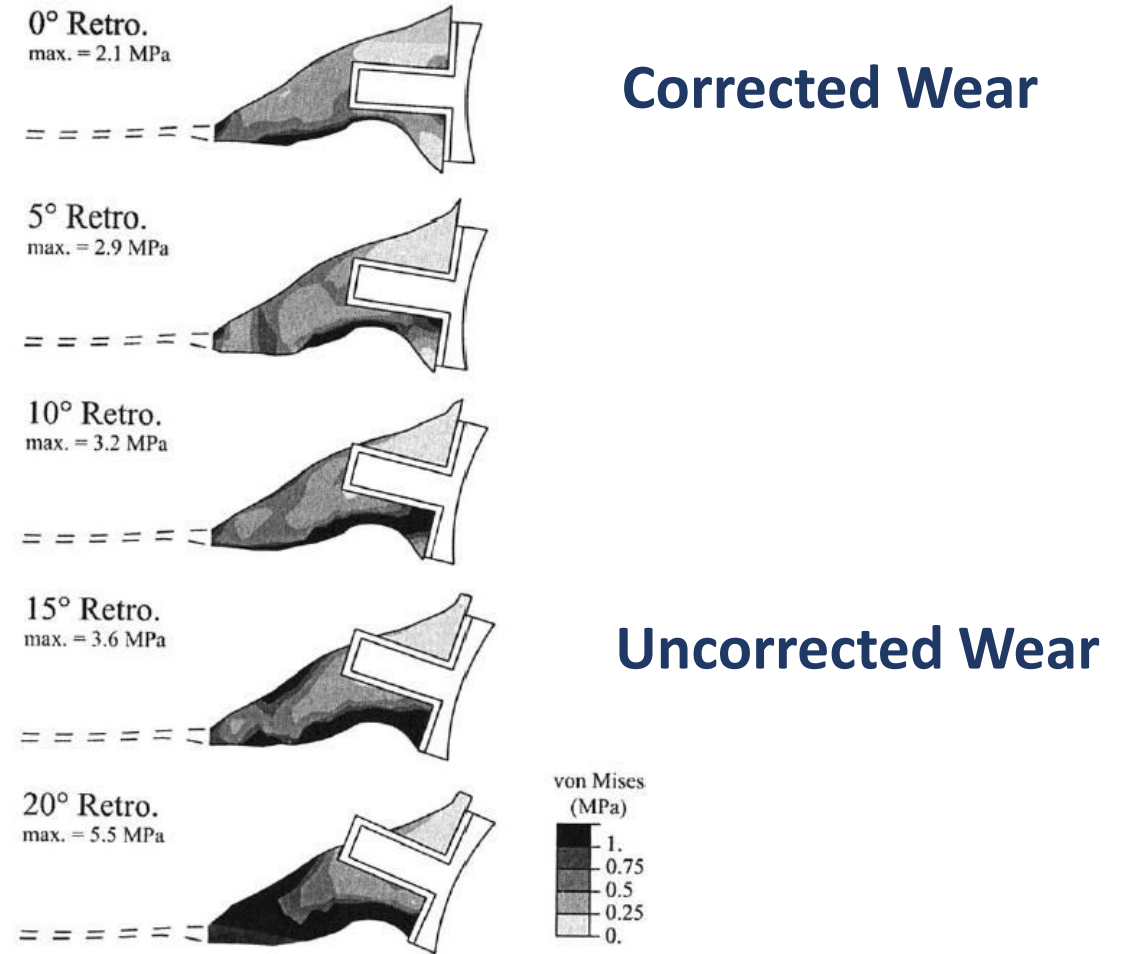 0° Retro.
max. = 2.1 MPa
Corrected Wear
5° Retro.
max. = 2.9 MPa
10° Retro.
max. = 3.2 MPa
15° Retro.
max. = 3.6 MPa
Uncorrected Wear
20° Retro.
max. = 5.5 MPa
von Mises
(MPa)
1.
0.75
0.5
0.25
0.